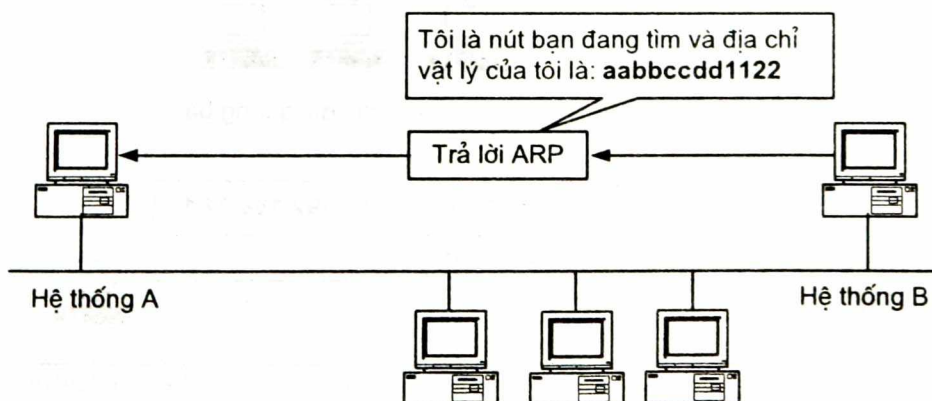 Tôi là nút bạn đang tìm và địa chỉ
vật lý của tôi là: aabbccdd1122
Trả lời ARP
Hệ thống A
Hệ thống B